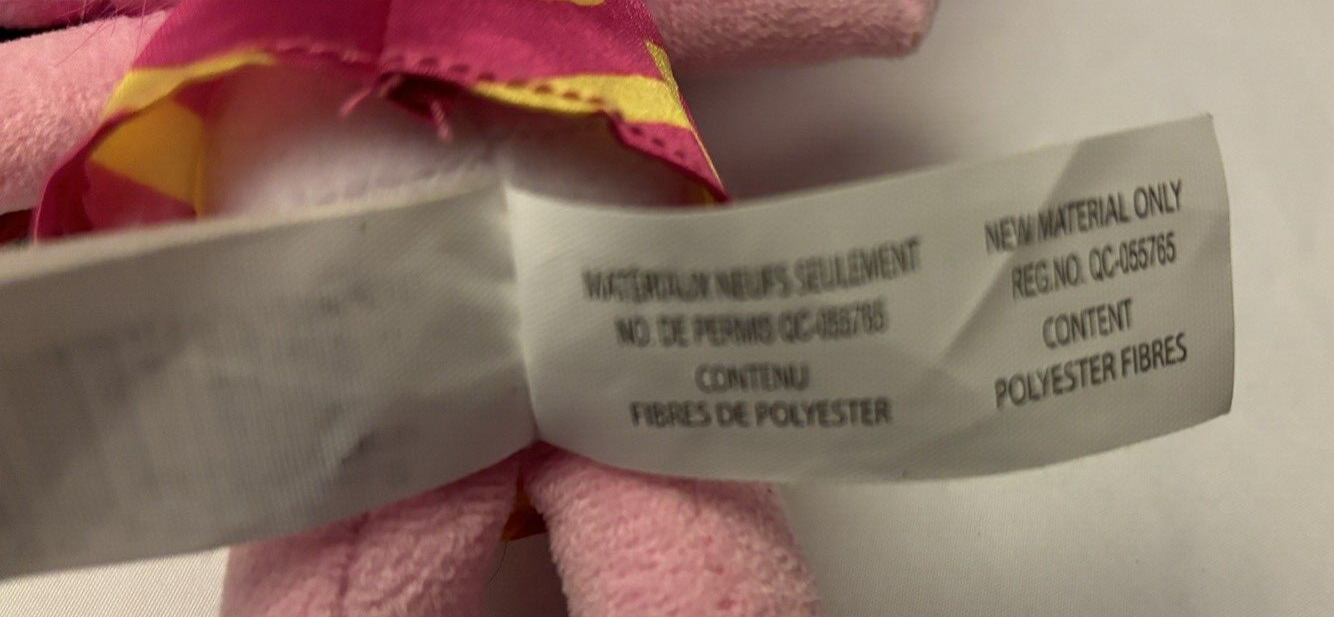 MATÉRIAUX NEUFS SEULEMENT
NO. DE PERMIS QC-055765
CONTENU
FIBRES DE POLYESTER
NEW MATERIAL ONLY
REG.NO. QC-055765
CONTENT
POLYESTER FIBRES